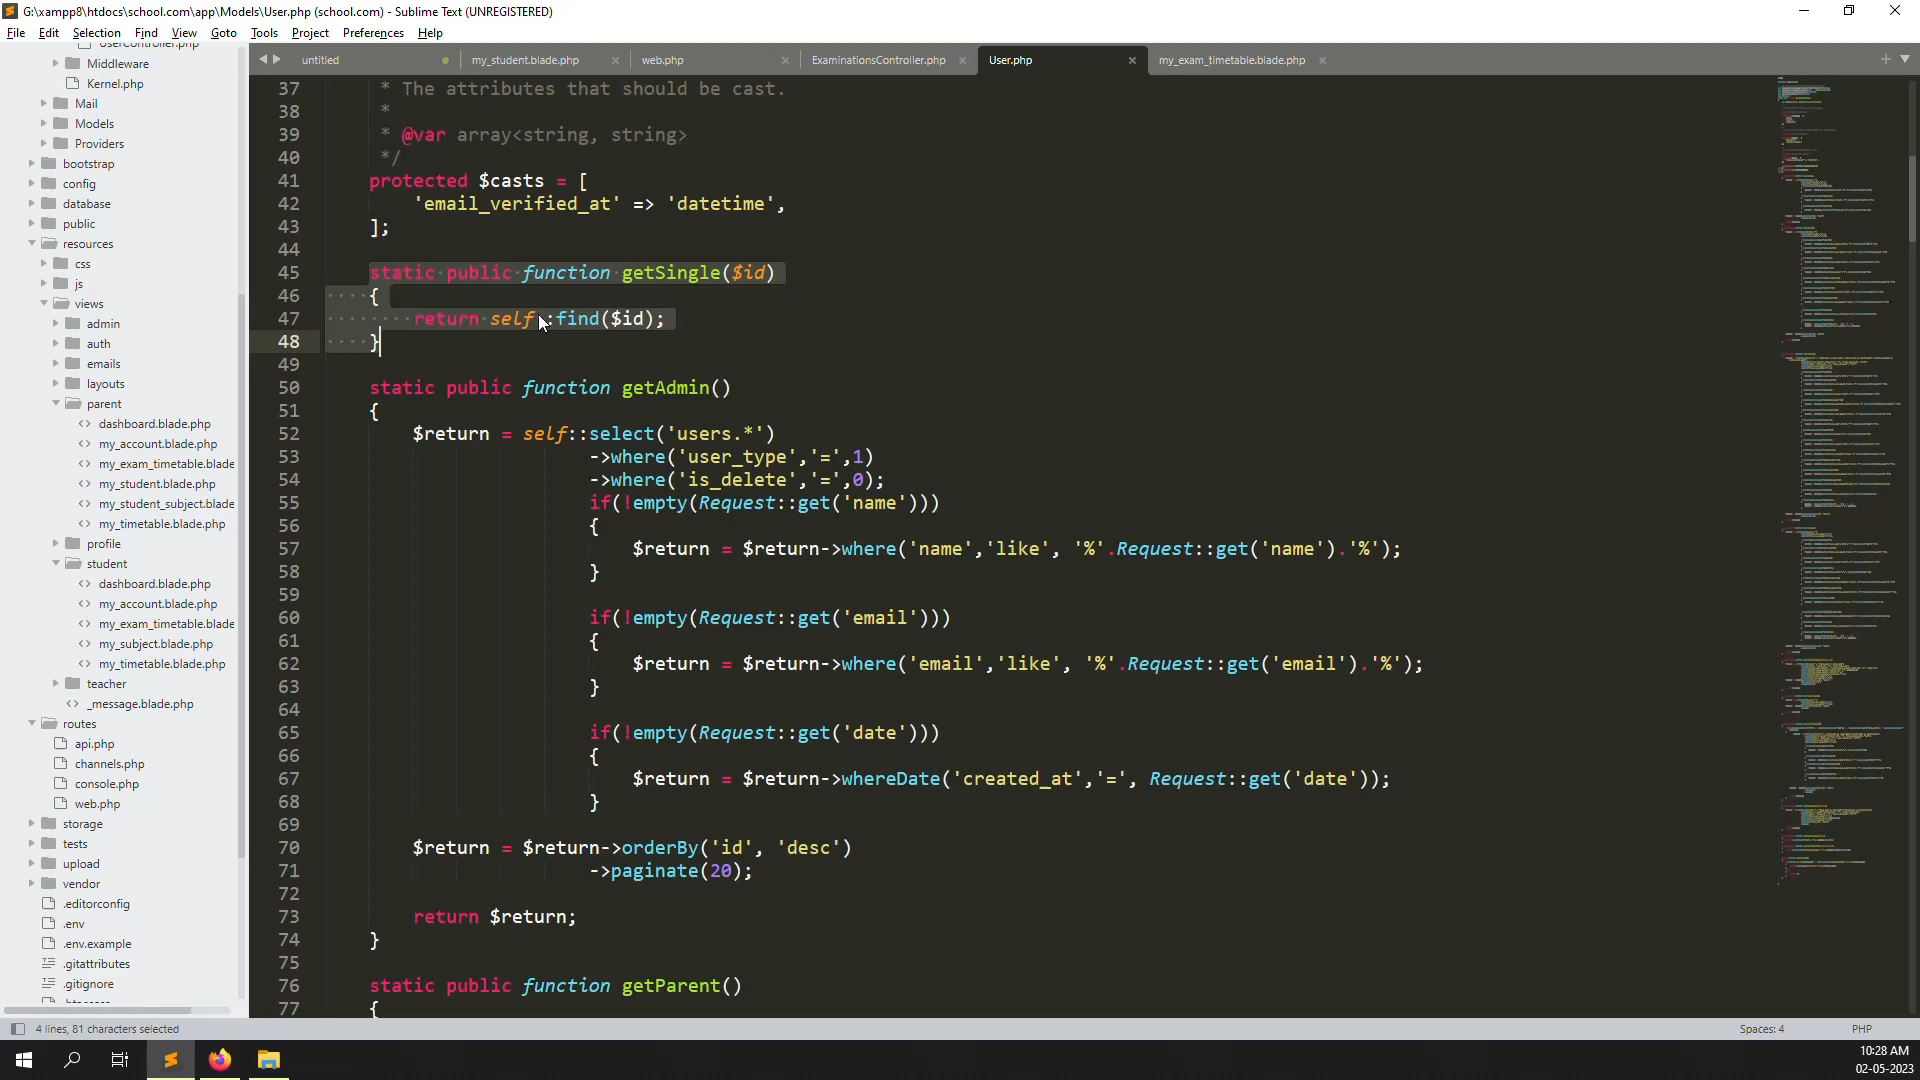 G:\xampp8\htdocs\school.com\app\Models\User.php (school.com) - Sublime Text (UNREGISTERED)
File Edit Selection Find View Goto Tools Project Preferences Help
untitled my_student.blade.php web.php ExaminationsController.php User.php my_exam_timetable.blade.php
UserController.php
Middleware
Kernel.php
Mail
Models
Providers
bootstrap
config
database
public
resources
css
js
views
admin
auth
emails
layouts
parent
dashboard.blade.php
my_account.blade.php
my_exam_timetable.blade
my_student.blade.php
my_student_subject.blade
my_timetable.blade.php
profile
student
dashboard.blade.php
my_account.blade.php
my_exam_timetable.blade
my_subject.blade.php
my_timetable.blade.php
teacher
_message.blade.php
routes
api.php
channels.php
console.php
web.php
storage
tests
upload
vendor
.editorconfig
.env
.env.example
.gitattributes
.gitignore
37 * The attributes that should be cast.
38 *
39 * @var array<string, string>
40 */
41 protected $casts = [
42 'email_verified_at' => 'datetime',
43 ];
44
45 static public function getSingle($id)
46 {
47 return self::find($id);
48 }
49
50 static public function getAdmin()
51 {
52 $return = self::select('users.*')
53 ->where('user_type','=',1)
54 ->where('is_delete','=',0);
55 if(!empty(Request::get('name')))
56 {
57 $return = $return->where('name','like', '%'.Request::get('name').'%');
58 }
59
60 if(!empty(Request::get('email')))
61 {
62 $return = $return->where('email','like', '%'.Request::get('email').'%');
63 }
64
65 if(!empty(Request::get('date')))
66 {
67 $return = $return->whereDate('created_at','=', Request::get('date'));
68 }
69
70 $return = $return->orderBy('id', 'desc')
71 ->paginate(20);
72
73 return $return;
74 }
75
76 static public function getParent()
77 {
4 lines, 81 characters selected Spaces: 4 PHP
10:28 AM
02-05-2023